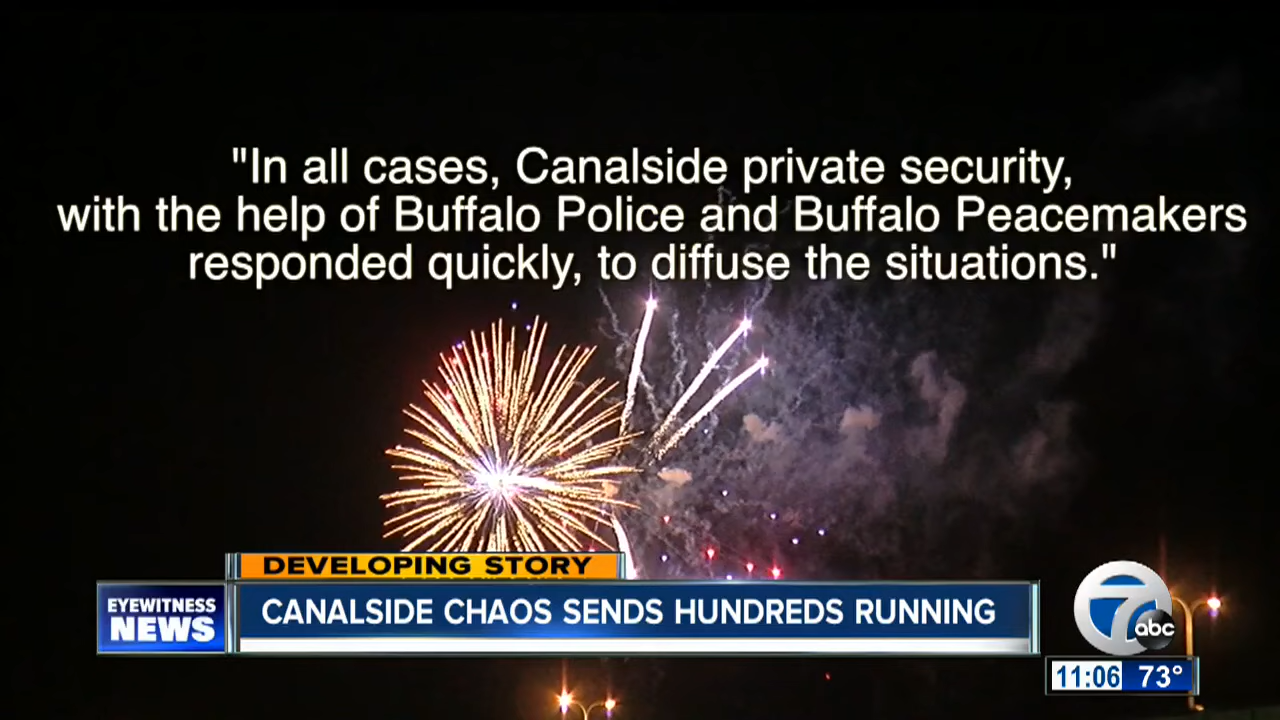 "In all cases, Canalside private security,
with the help of Buffalo Police and Buffalo Peacemakers
responded quickly, to diffuse the situations."
DEVELOPING STORY
EYEWITNESS
NEWS
CANALSIDE CHAOS SENDS HUNDREDS RUNNING
7
abc
11:06 73°